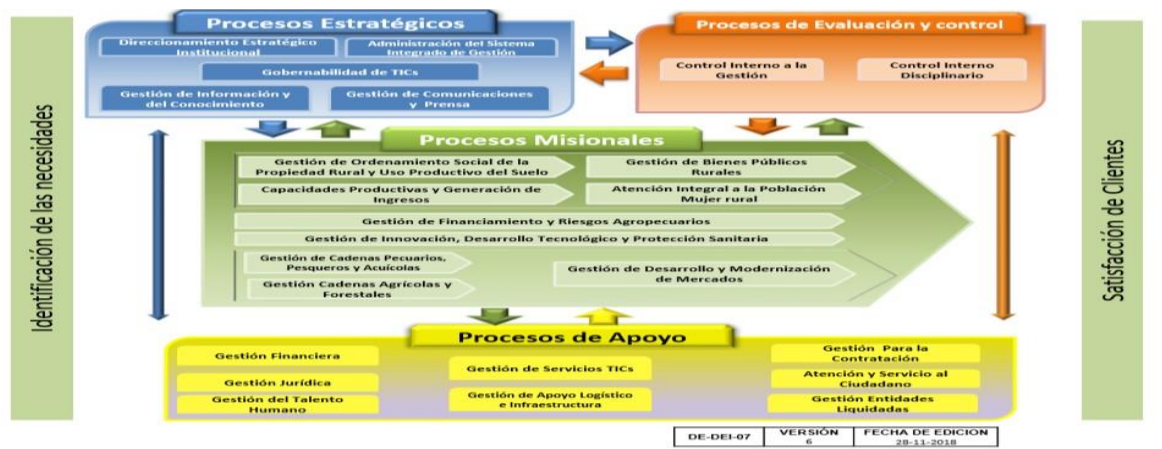 Identificación de las necesidades
Procesos Estratégicos
Direccionamiento Estratégico
Institucional
Administración del Sistema
Integrado de Gestión
Gobernabilidad de TICs
Gestión de Información y
del Conocimiento
Gestión de Comunicaciones
y Prensa
Procesos de Evaluación y control
Control Interno a la
Gestión
Control Interno
Disciplinario
Procesos Misionales
Gestión de Ordenamiento Social de la
Propiedad Rural y Uso Productivo del Suelo
Gestión de Bienes Públicos
Rurales
Capacidades Productivas y Generación de
Ingresos
Atención Integral a la Población
Mujer rural
Gestión de Financiamiento y Riesgos Agropecuarios
Gestión de Innovación, Desarrollo Tecnológico y Protección Sanitaria
Gestión de Cadenas Pecuarios,
Pesqueros y Acuícolas
Gestión de Desarrollo y Modernización
de Mercados
Gestión Cadenas Agrícolas y
Forestales
Procesos de Apoyo
Gestión Financiera
Gestión Jurídica
Gestión del Talento
Humano
Gestión de Servicios TICs
Gestión de Apoyo Logístico
e Infraestructura
Gestión Para la
Contratación
Atención y Servicio al
Ciudadano
Gestión Entidades
Liquidadas
Satisfacción de Clientes
DE-DEI-07
VERSIÓN
6
FECHA DE EDICION
28-11-2018